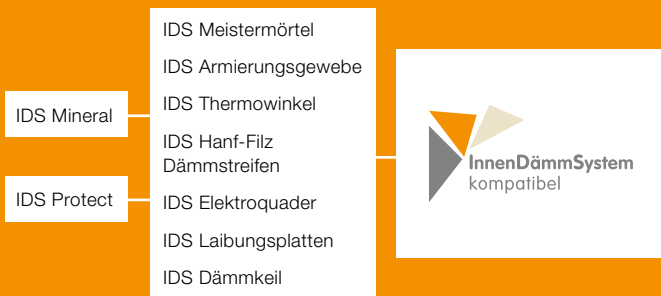 IDS Mineral
IDS Protect
IDS Meistermörtel
IDS Armierungsgewebe
IDS Thermowinkel
IDS Hanf-Filz
Dämmstreifen
IDS Elektroquader
IDS Laibungsplatten
IDS Dämmkeil
InnenDämmSystem
kompatibel